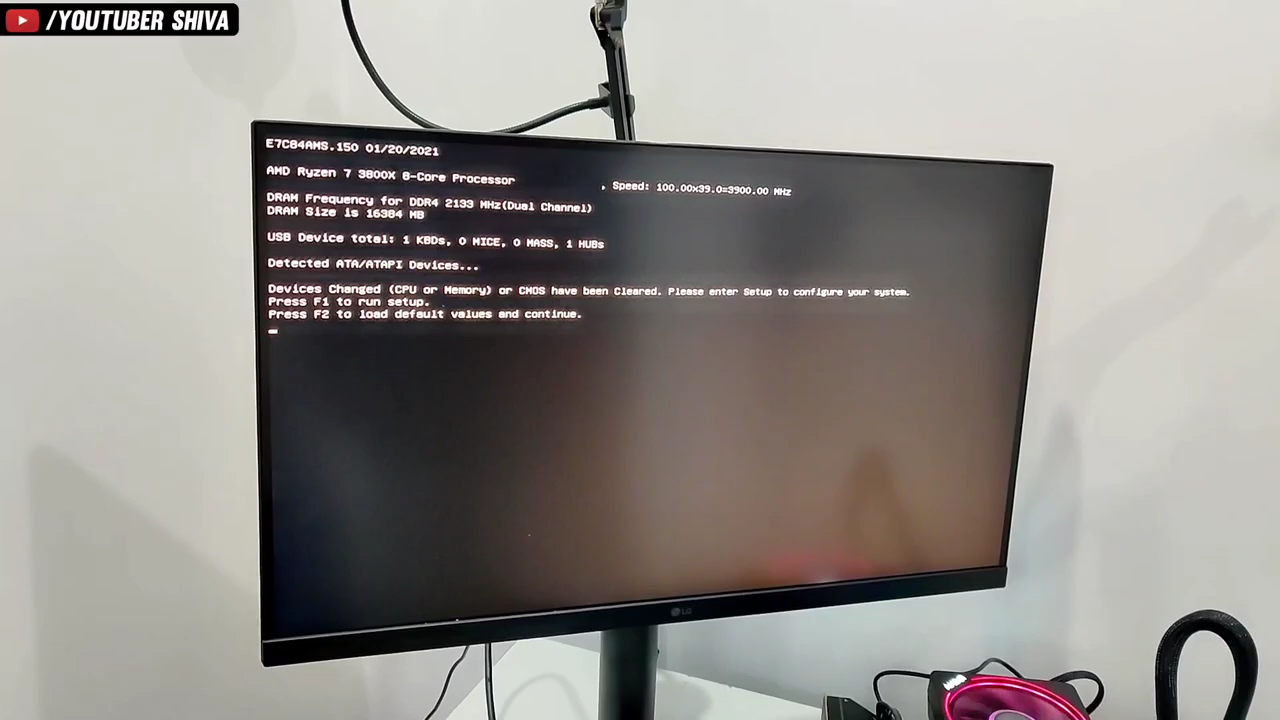 /YOUTUBER SHIVA
E7C84AMS.150 01/20/2021
AMD Ryzen 7 3800X 8-Core Processor
Speed: 100.00x39.0=3900.00 MHz
DRAM Frequency for DDR4 2133 MHz(Dual Channel)
DRAM Size is 16384 MB
USB Device total: 1 KBDs, 0 MICE, 0 MASS, 1 HUBs
Detected ATA/ATAPI Devices...
Devices Changed (CPU or Memory) or CMOS have been Cleared. Please enter Setup to configure your system.
Press F1 to run setup.
Press F2 to load default values and continue.
LG